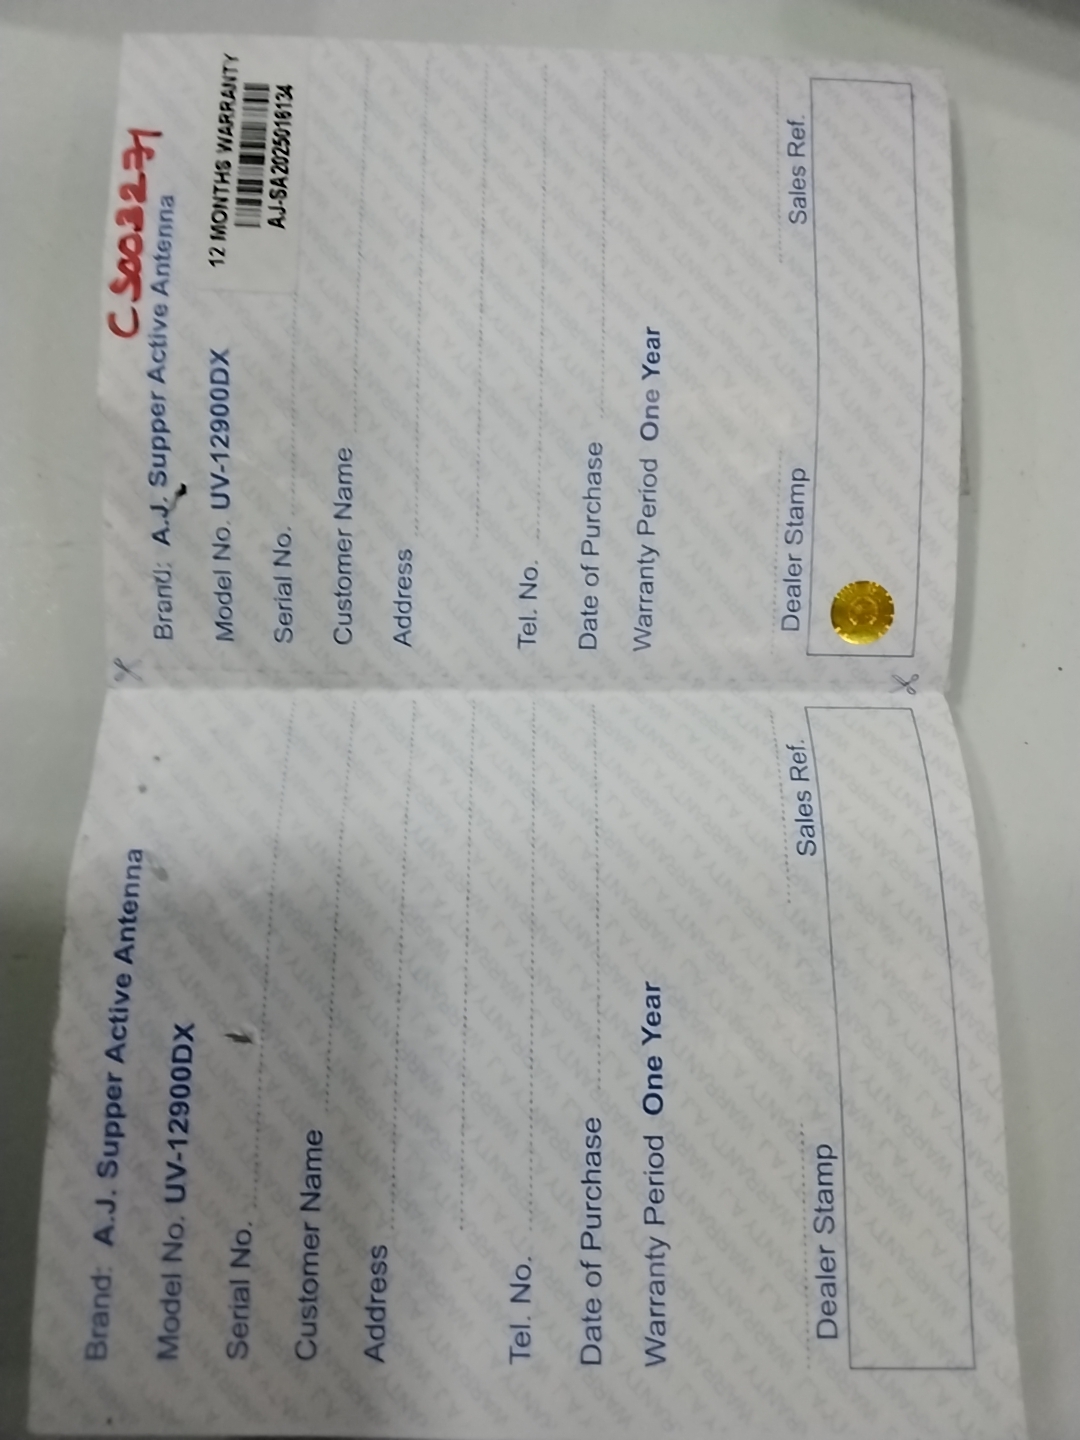 Brand: A.J. Supper Active Antenna
Model No. UV-12900DX
Serial No.
Customer Name
Address
Tel. No.
Date of Purchase
Warranty Period One Year
Dealer Stamp Sales Ref.
CS003271
Brand: A.J. Supper Active Antenna
Model No. UV-12900DX
12 MONTHS WARRANTY
AJ-SA2025016134
Serial No.
Customer Name
Address
Tel. No.
Date of Purchase
Warranty Period One Year
Dealer Stamp Sales Ref.